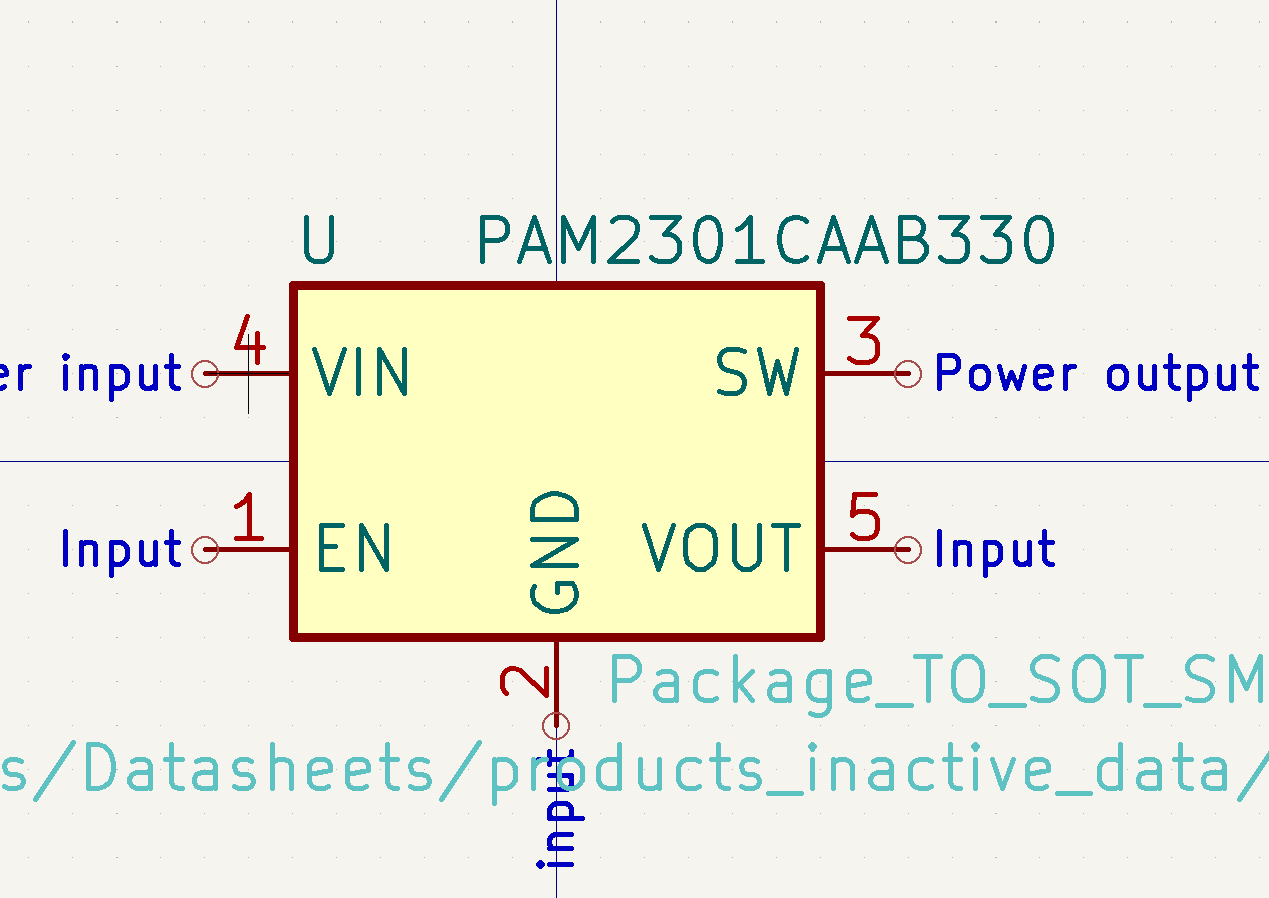 U PAM2301CAAB330
4 3
input VIN SW Power output
1 5
Input EN GND VOUT Input
2
Package_TO_SOT_SM
s/Datasheets/products_inactive_data/
input